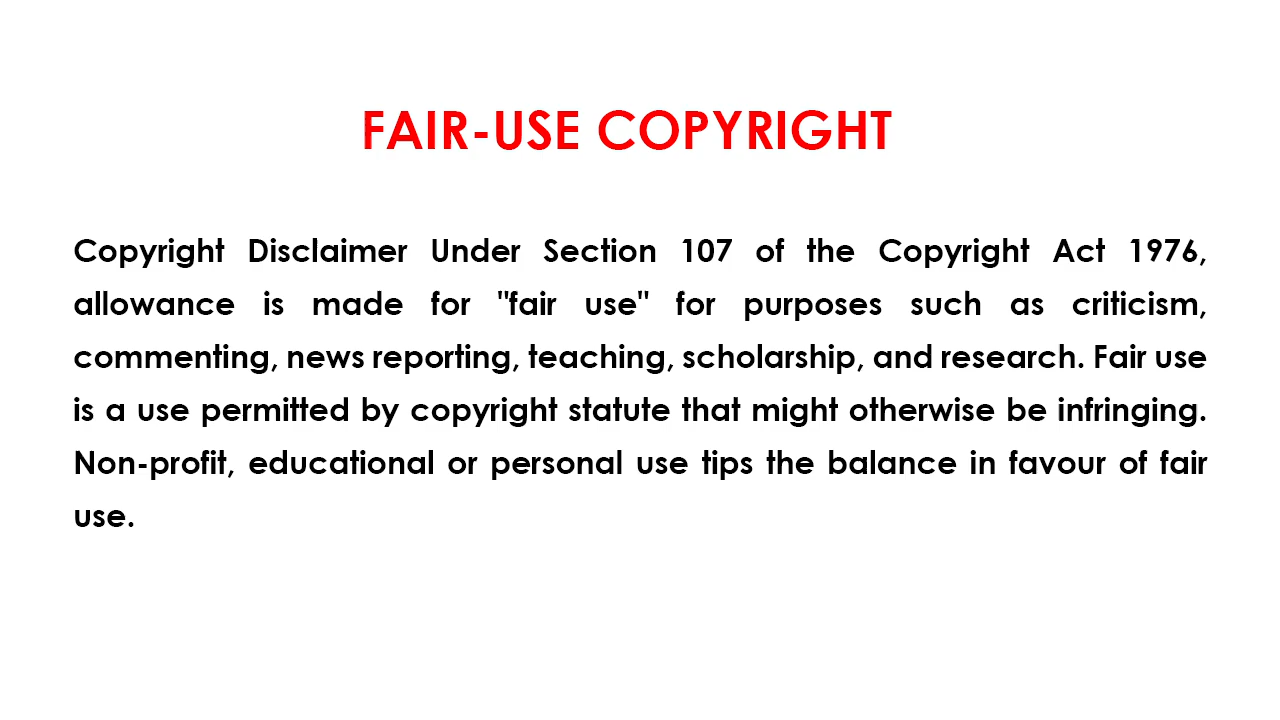 FAIR-USE COPYRIGHT
Copyright Disclaimer Under Section 107 of the Copyright Act 1976,
allowance is made for "fair use" for purposes such as criticism,
commenting, news reporting, teaching, scholarship, and research. Fair use
is a use permitted by copyright statute that might otherwise be infringing.
Non-profit, educational or personal use tips the balance in favour of fair
use.